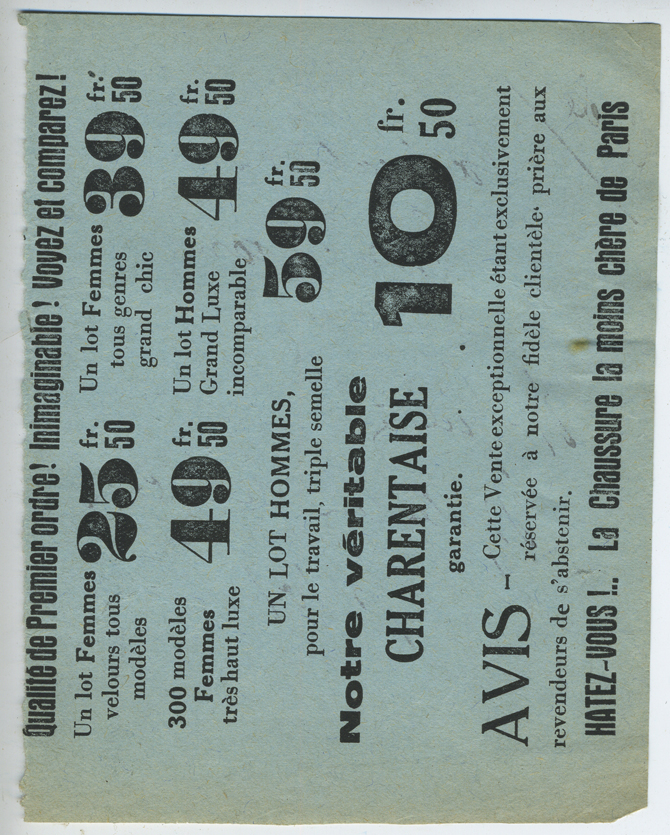 Qualité de Premier ordre! Inimaginable! Voyez et comparez!
Un lot Femmes
velours tous
modèles
25 fr. 50
Un lot Femmes
tous genres
grand chic
39 fr. 50
300 modèles
Femmes
très haut luxe
49 fr. 50
Un lot Hommes
Grand Luxe
incomparable
49 fr. 50
UN LOT HOMMES,
pour le travail, triple semelle
59 fr. 50
Notre véritable
CHARENTAISE
garantie.
10 fr. 50
AVIS - Cette Vente exceptionnelle étant exclusivement
réservée à notre fidèle clientèle, prière aux
revendeurs de s'abstenir.
HATEZ-VOUS !.. La Chaussure la moins chère de Paris